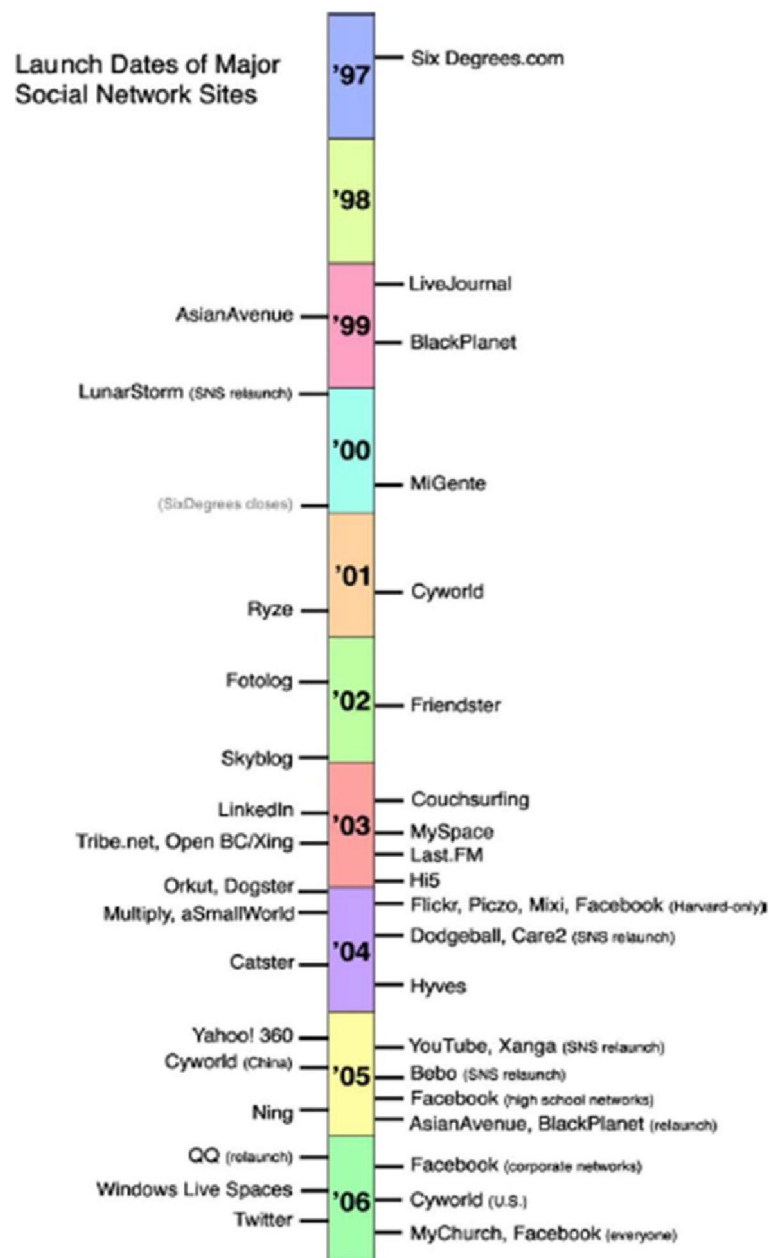 Launch Dates of Major
Social Network Sites
'97
Six Degrees.com
'98
LiveJournal
AsianAvenue
'99
BlackPlanet
LunarStorm (SNS relaunch)
'00
MiGente
(SixDegrees closes)
'01
Cyworld
Ryze
Fotolog
'02
Friendster
Skyblog
Couchsurfing
LinkedIn
'03
MySpace
Tribe.net, Open BC/Xing
Last.FM
Hi5
Orkut, Dogster
Flickr, Piczo, Mixi, Facebook (Harvard-only)
Multiply, aSmallWorld
Dodgeball, Care2 (SNS relaunch)
'04
Catster
Hyves
Yahoo! 360
YouTube, Xanga (SNS relaunch)
Cyworld (China)
'05
Bebo (SNS relaunch)
Facebook (high school networks)
Ning
AsianAvenue, BlackPlanet (relaunch)
QQ (relaunch)
Facebook (corporate networks)
Windows Live Spaces
'06
Cyworld (U.S.)
Twitter
MyChurch, Facebook (everyone)